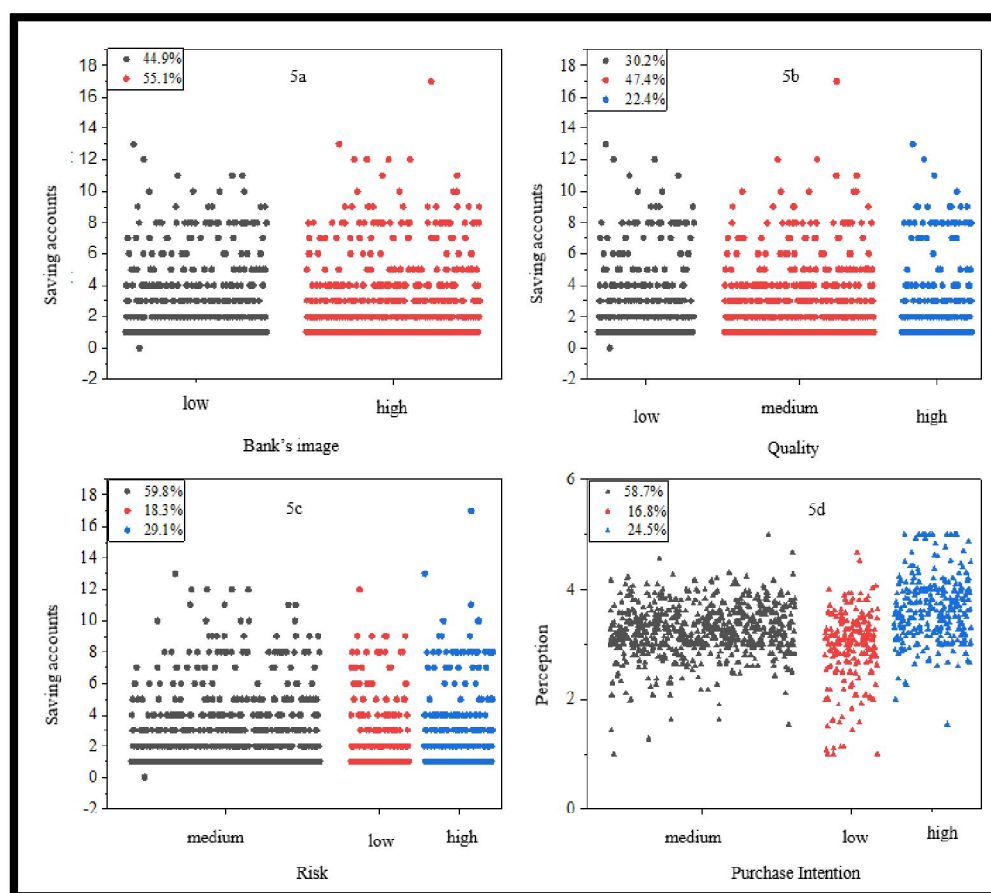 5a
44.9%
55.1%
18
16
14
12
10
8
6
4
2
0
-2
Saving accounts
low
high
Bank's image
5b
30.2%
47.4%
22.4%
18
16
14
12
10
8
6
4
2
0
-2
Saving accounts
low
medium
high
Quality
5c
59.8%
18.3%
29.1%
18
16
14
12
10
8
6
4
2
0
-2
Saving accounts
medium
low
high
Risk
5d
58.7%
16.8%
24.5%
6
4
2
0
Perception
medium
low
high
Purchase Intention